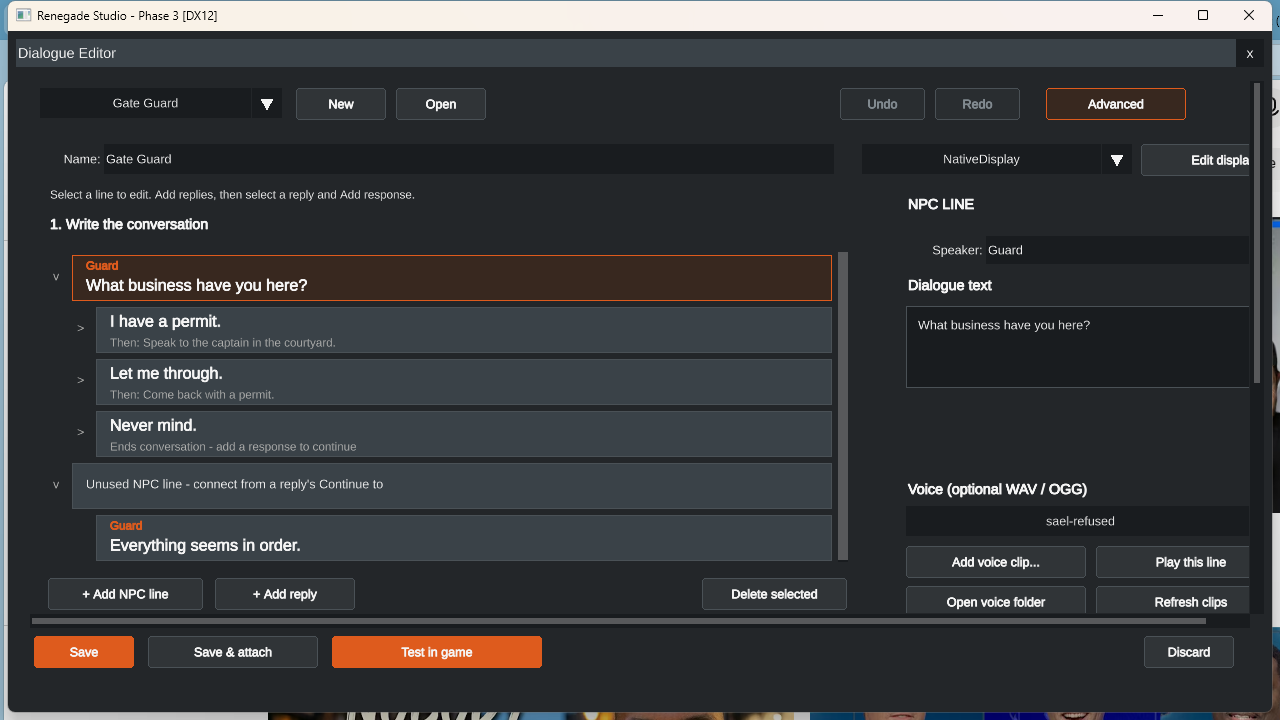 Renegade Studio - Phase 3 [DX12]
Dialogue Editor
x
Gate Guard
New
Open
Undo
Redo
Advanced
Name: Gate Guard
NativeDisplay
Edit displa
Select a line to edit. Add replies, then select a reply and Add response.
NPC LINE
1. Write the conversation
Speaker: Guard
v
Guard
What business have you here?
Dialogue text
What business have you here?
>
I have a permit.
Then: Speak to the captain in the courtyard.
>
Let me through.
Then: Come back with a permit.
>
Never mind.
Ends conversation - add a response to continue
v
Unused NPC line - connect from a reply's Continue to
Guard
Everything seems in order.
Voice (optional WAV / OGG)
sael-refused
Add voice clip...
Play this line
Open voice folder
Refresh clips
+ Add NPC line
+ Add reply
Delete selected
Save
Save & attach
Test in game
Discard